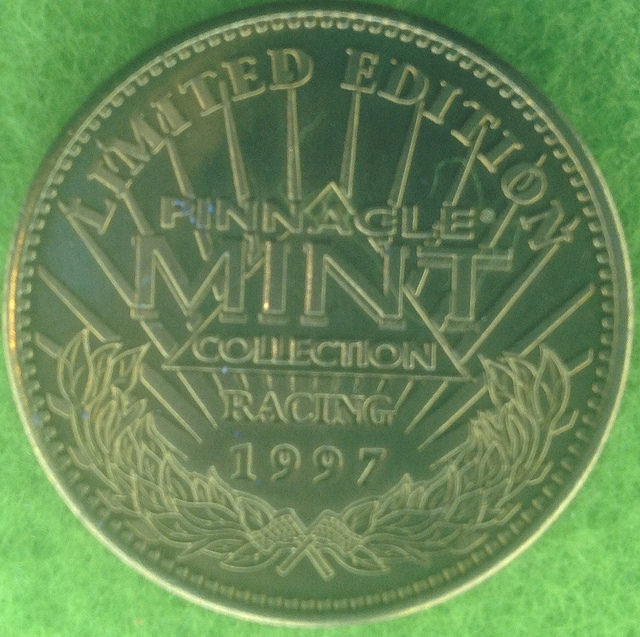 LIMITED EDITION
PINNACLE®
MINT
COLLECTION
RACING
1997